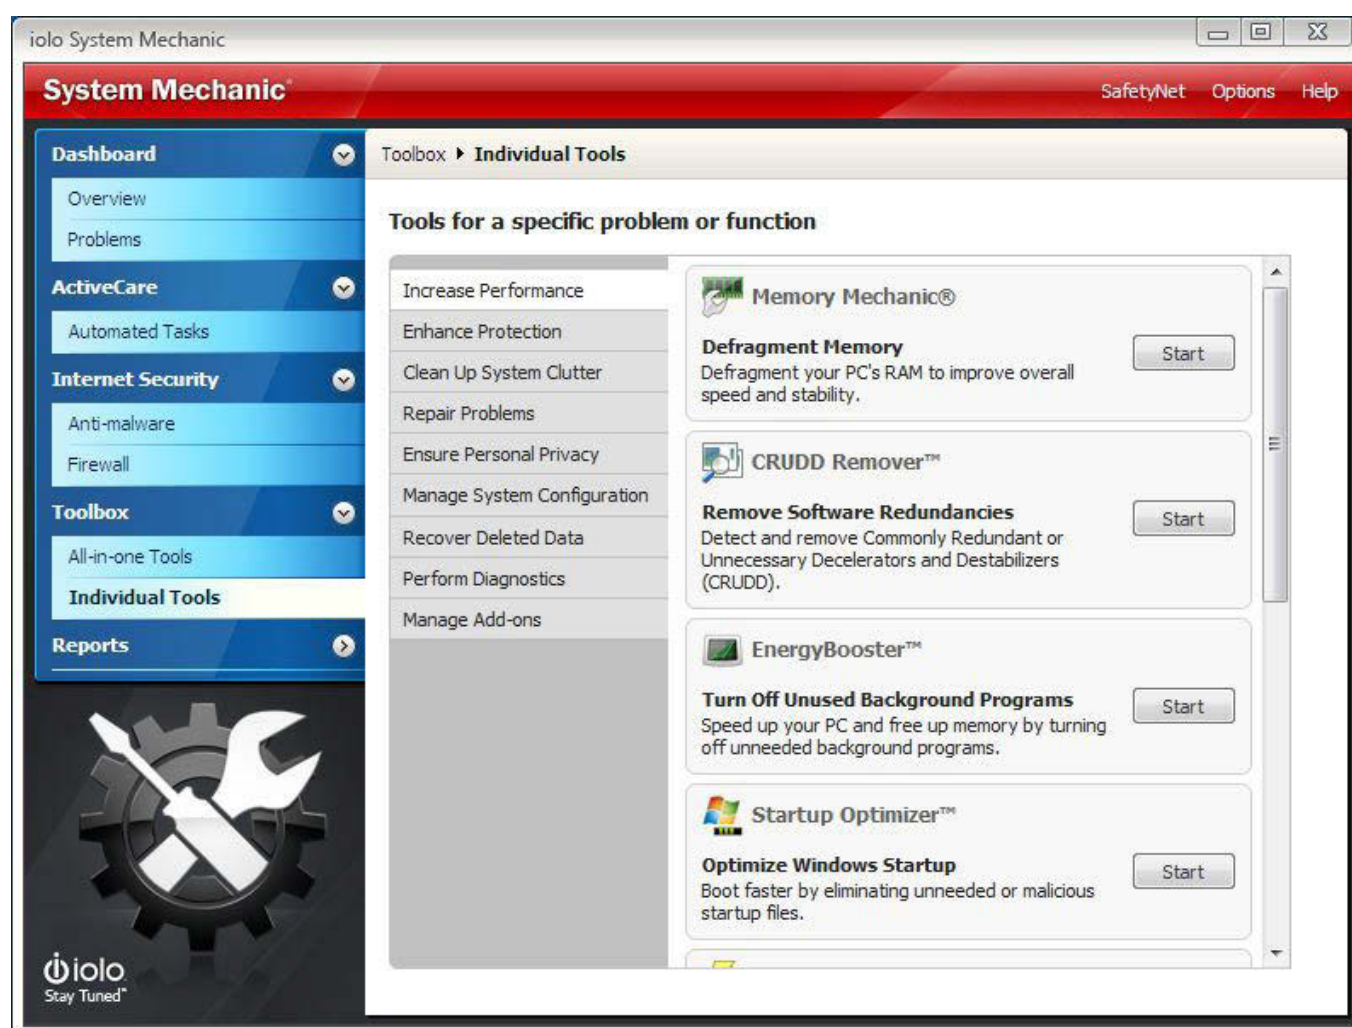 iolo System Mechanic
System Mechanic®
SafetyNet Options Help
Dashboard
Overview
Problems
ActiveCare
Automated Tasks
Internet Security
Anti-malware
Firewall
Toolbox
All-in-one Tools
Individual Tools
Reports
iolo
Stay Tuned™
Toolbox Individual Tools
Tools for a specific problem or function
Increase Performance
Enhance Protection
Clean Up System Clutter
Repair Problems
Ensure Personal Privacy
Manage System Configuration
Recover Deleted Data
Perform Diagnostics
Manage Add-ons
Memory Mechanic®
Defragment Memory
Defragment your PC's RAM to improve overall
speed and stability.
Start
CRUDD Remover™
Remove Software Redundancies
Detect and remove Commonly Redundant or
Unnecessary Decelerators and Destabilizers
(CRUDD).
Start
EnergyBooster™
Turn Off Unused Background Programs
Speed up your PC and free up memory by turning
off unneeded background programs.
Start
Startup Optimizer™
Optimize Windows Startup
Boot faster by eliminating unneeded or malicious
startup files.
Start